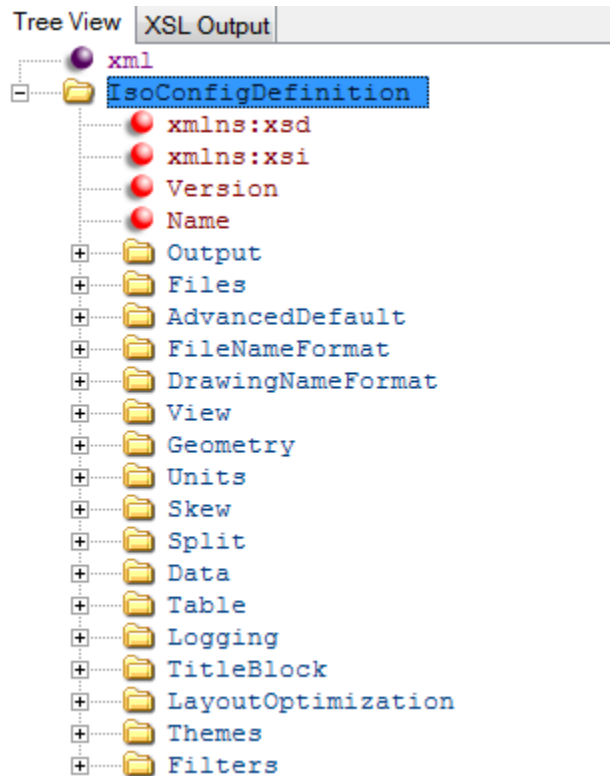 Tree View XSL Output
xml
IsoConfigDefinition
xmlns:xsd
xmlns:xsi
Version
Name
Output
Files
AdvancedDefault
FileNameFormat
DrawingNameFormat
View
Geometry
Units
Skew
Split
Data
Table
Logging
TitleBlock
LayoutOptimization
Themes
Filters